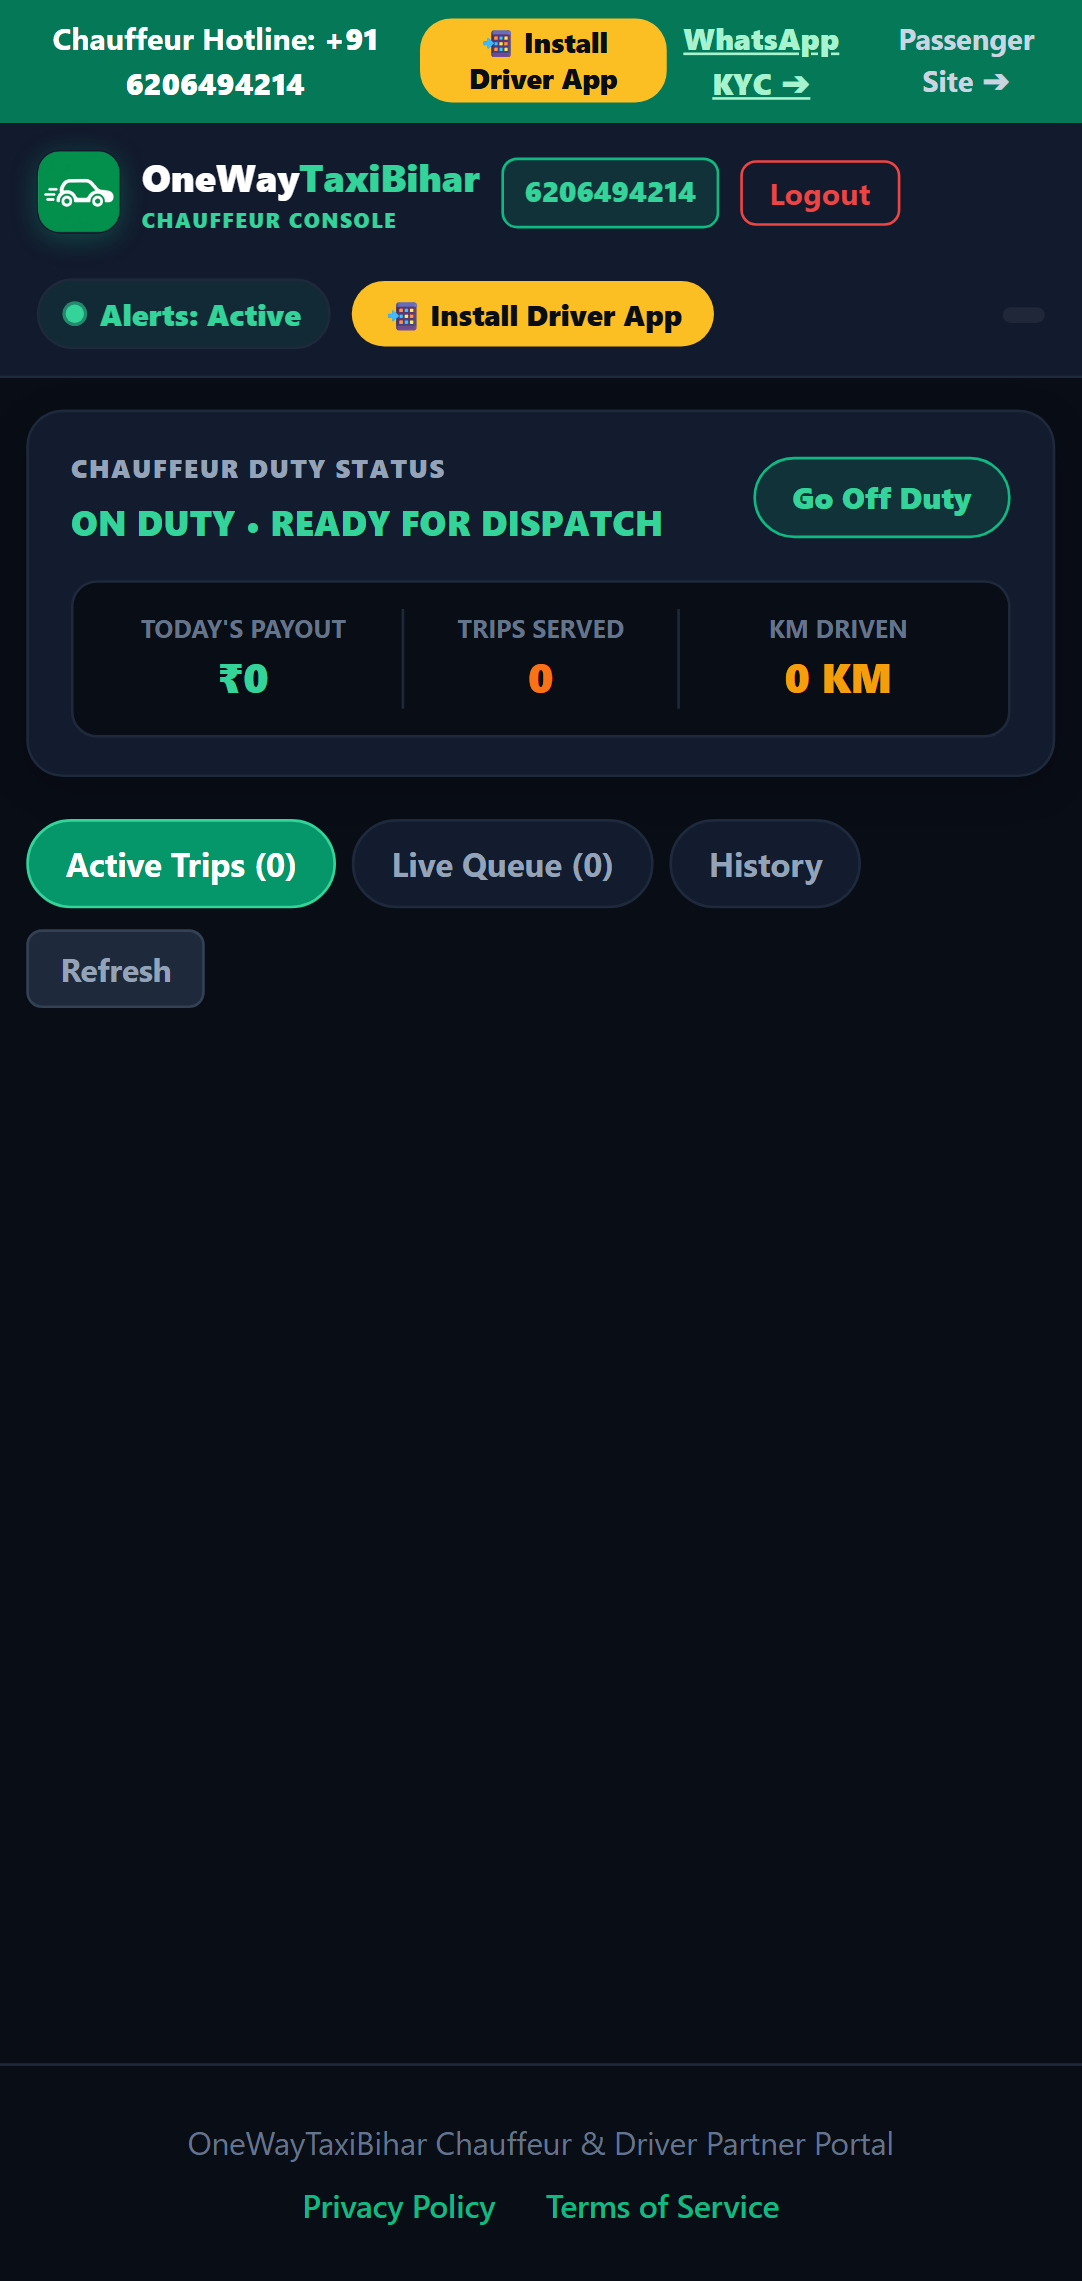 Chauffeur Hotline: +91
6206494214
Install
Driver App
WhatsApp
KYC ➔
Passenger
Site ➔
OneWayTaxiBihar
CHAUFFEUR CONSOLE
6206494214
Logout
Alerts: Active
Install Driver App
CHAUFFEUR DUTY STATUS
ON DUTY • READY FOR DISPATCH
Go Off Duty
TODAY'S PAYOUT
₹0
TRIPS SERVED
0
KM DRIVEN
0 KM
Active Trips (0)
Live Queue (0)
History
Refresh
OneWayTaxiBihar Chauffeur & Driver Partner Portal
Privacy Policy
Terms of Service